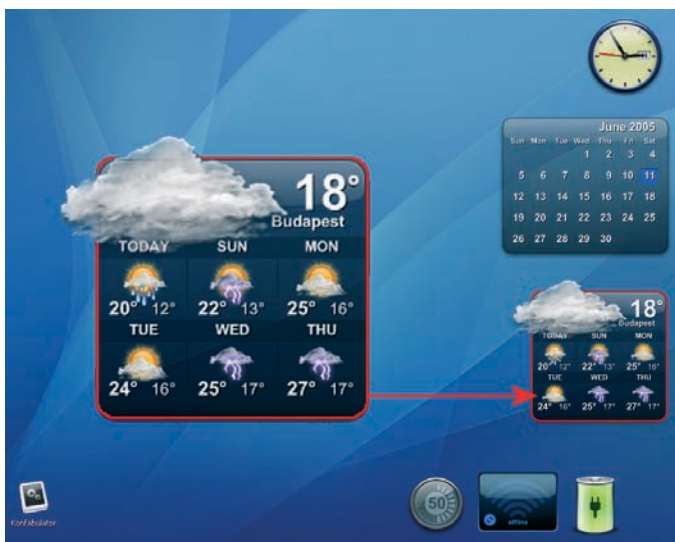 June 2005
Sun Mon Tue Wed Thu Fri Sat
1 2 3 4
5 6 7 8 9 10 11
12 13 14 15 16 17 18
19 20 21 22 23 24 25
26 27 28 29 30
18°
Budapest
TODAY SUN MON
20° 12° 22° 13° 25° 16°
TUE WED THU
24° 16° 25° 17° 27° 17°
18°
Budapest
TODAY SUN MON
20° 12° 22° 13° 25° 16°
TUE WED THU
24° 16° 25° 17° 27° 17°
Konfabulator
50
offline